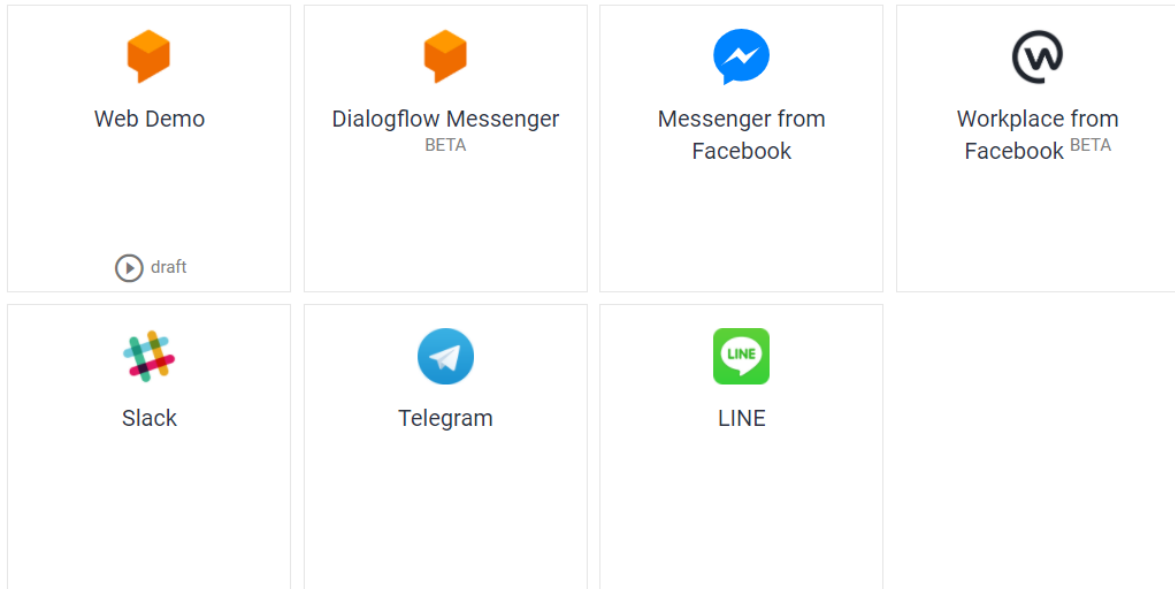 Web Demo
draft
Dialogflow Messenger
BETA
Messenger from
Facebook
Workplace from
Facebook BETA
Slack
Telegram
LINE
LINE